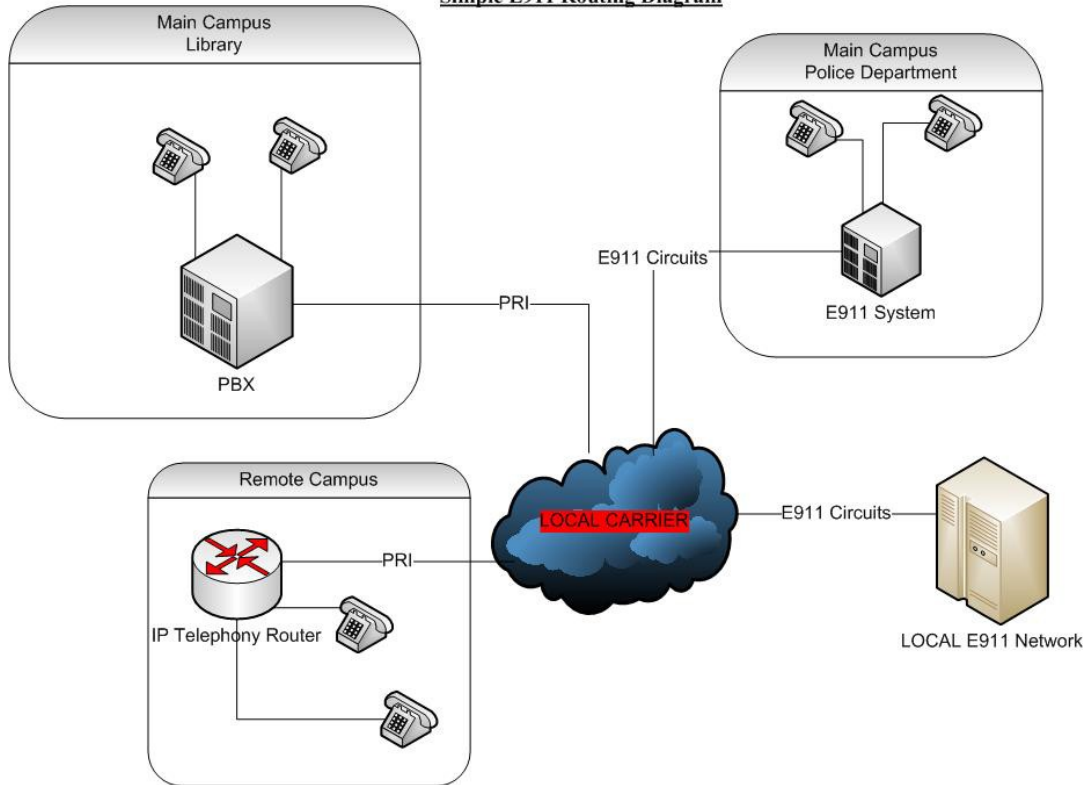 Simple E911 Routing Diagram
Main Campus
Library
Main Campus
Police Department
E911 Circuits
E911 System
PRI
PBX
Remote Campus
LOCAL CARRIER
E911 Circuits
PRI
IP Telephony Router
LOCAL E911 Network